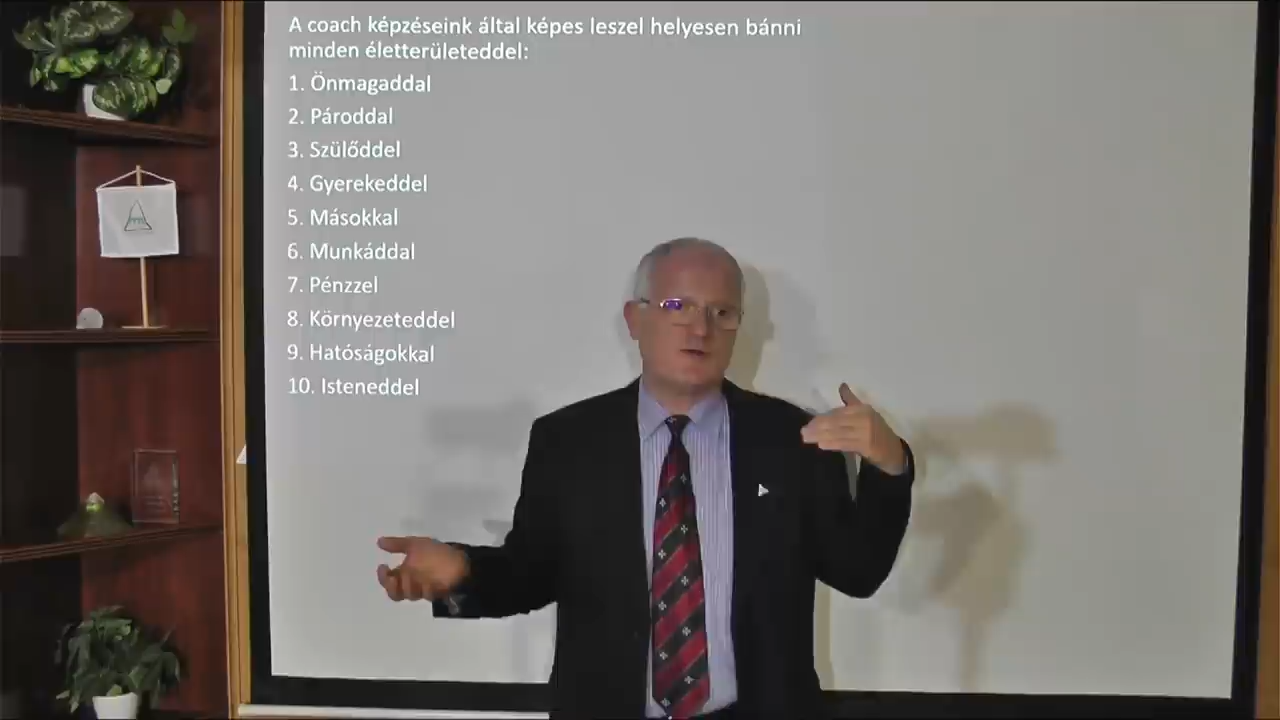 A coach képzéseink által képes leszel helyesen bánni
minden életterületeddel:
1. Önmagaddal
2. Pároddal
3. Szülőddel
4. Gyerekeddel
5. Másokkal
6. Munkáddal
7. Pénzzel
8. Környezeteddel
9. Hatóságokkal
10. Isteneddel